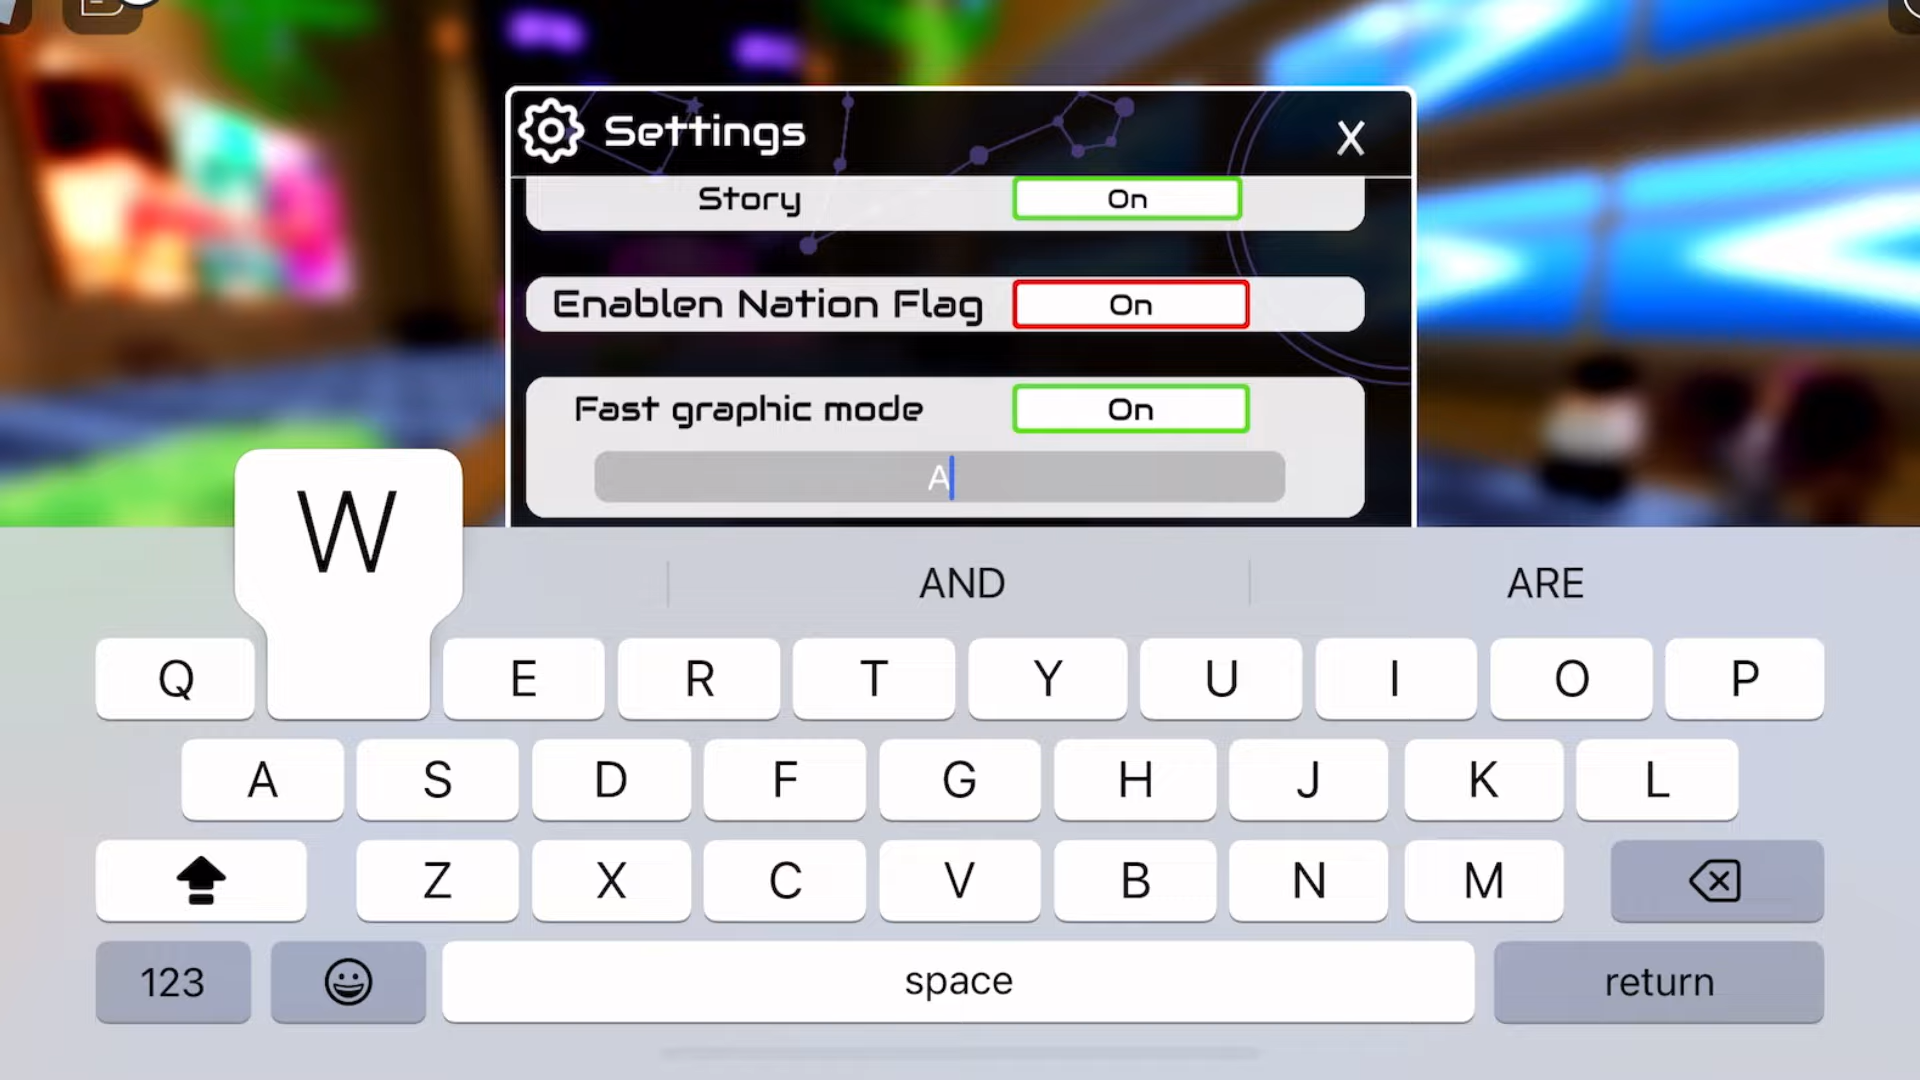 Settings
X
Story On
Enablen Nation Flag On
Fast graphic mode On
A
W
AND ARE
Q E R T Y U I O P
A S D F G H J K L
Z X C V B N M
123 space return